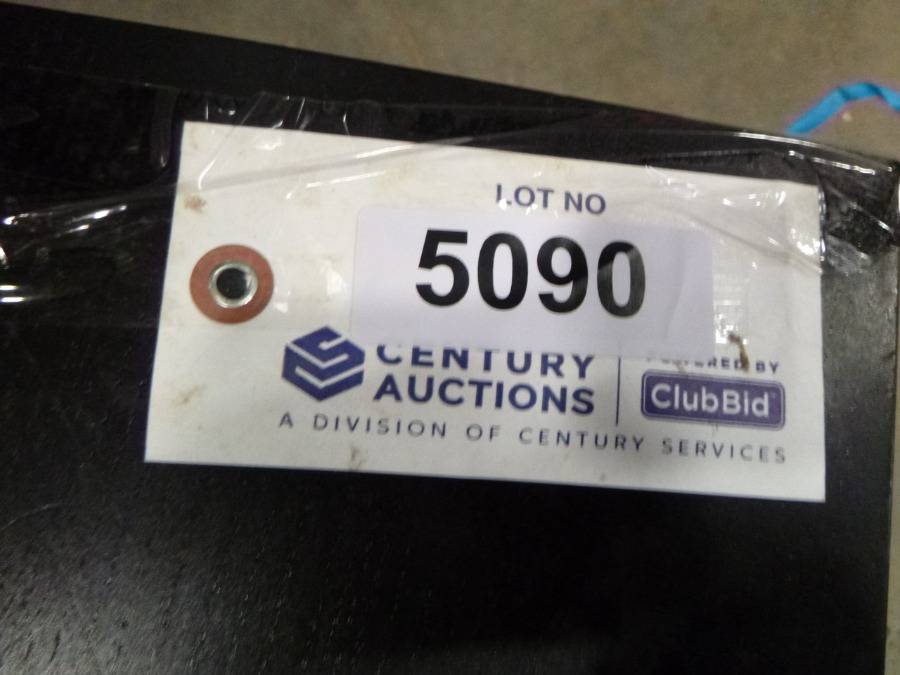 LOT NO
5090
CENTURY
AUCTIONS
POWERED BY
ClubBid
A DIVISION OF CENTURY SERVICES